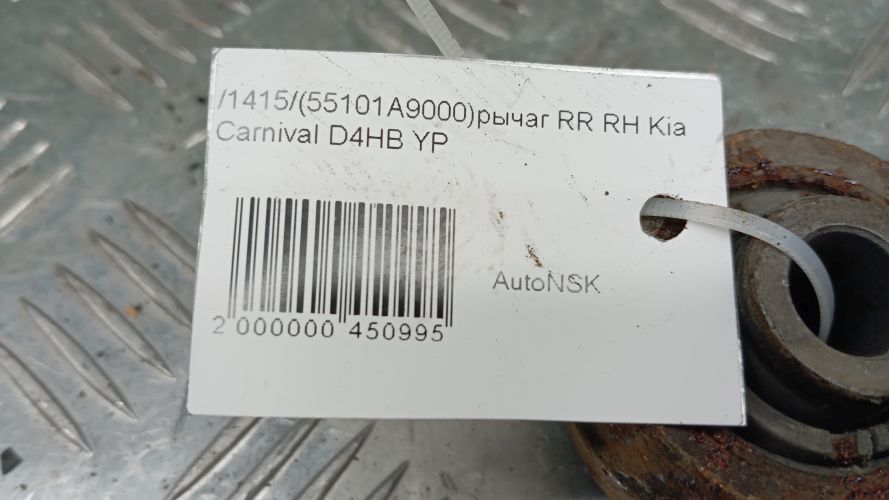 /1415/(55101A9000)рычаг RR RH Kia
Carnival D4HB YP
AutoNSK
2 000000 450995